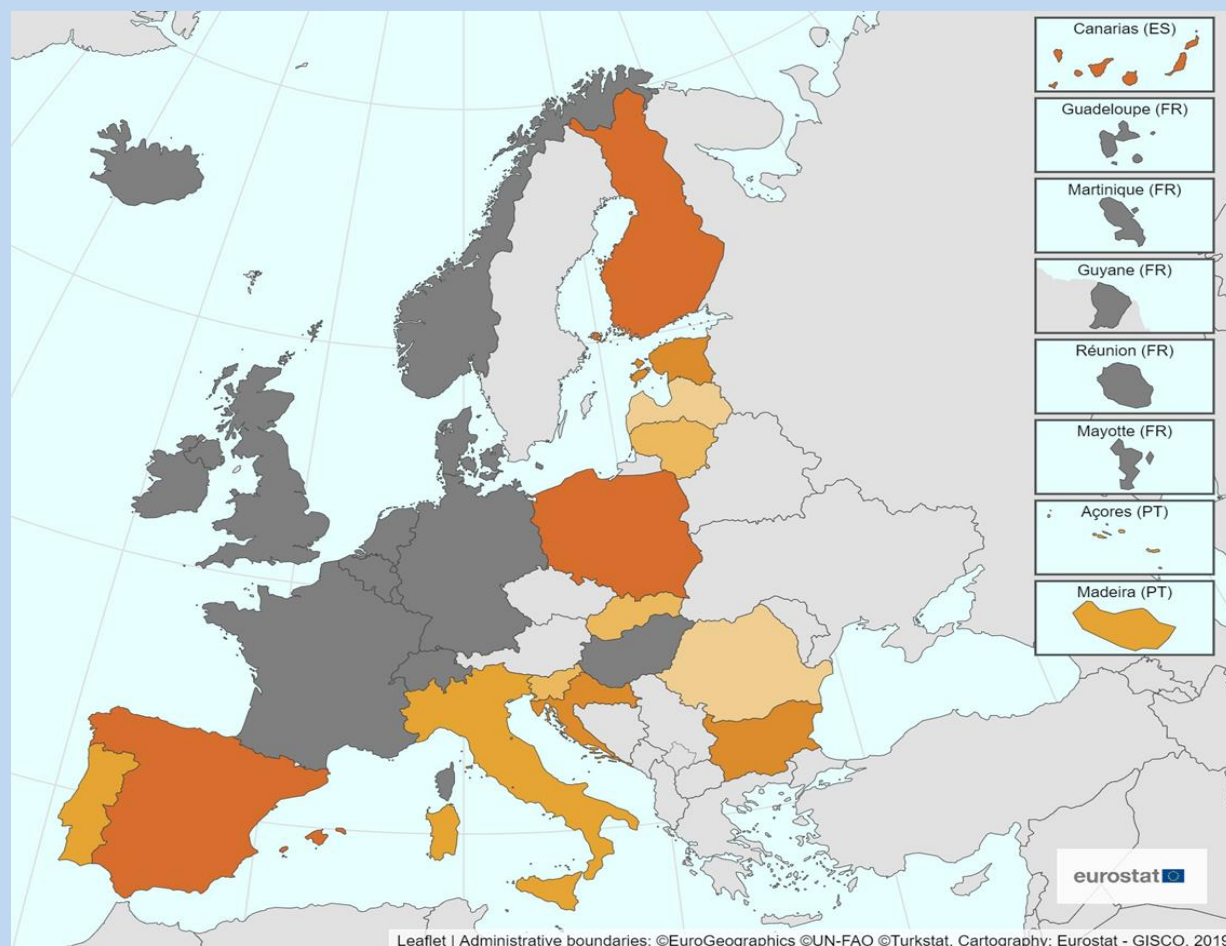 Canarias (ES)
Guadeloupe (FR)
Martinique (FR)
Guyane (FR)
Réunion (FR)
Mayotte (FR)
Açores (PT)
Madeira (PT)
eurostat
Leaflet | Administrative boundaries: ©EuroGeographics ©UN-FAO ©Turkstat, Cartography: Eurostat - GISCO, 2018